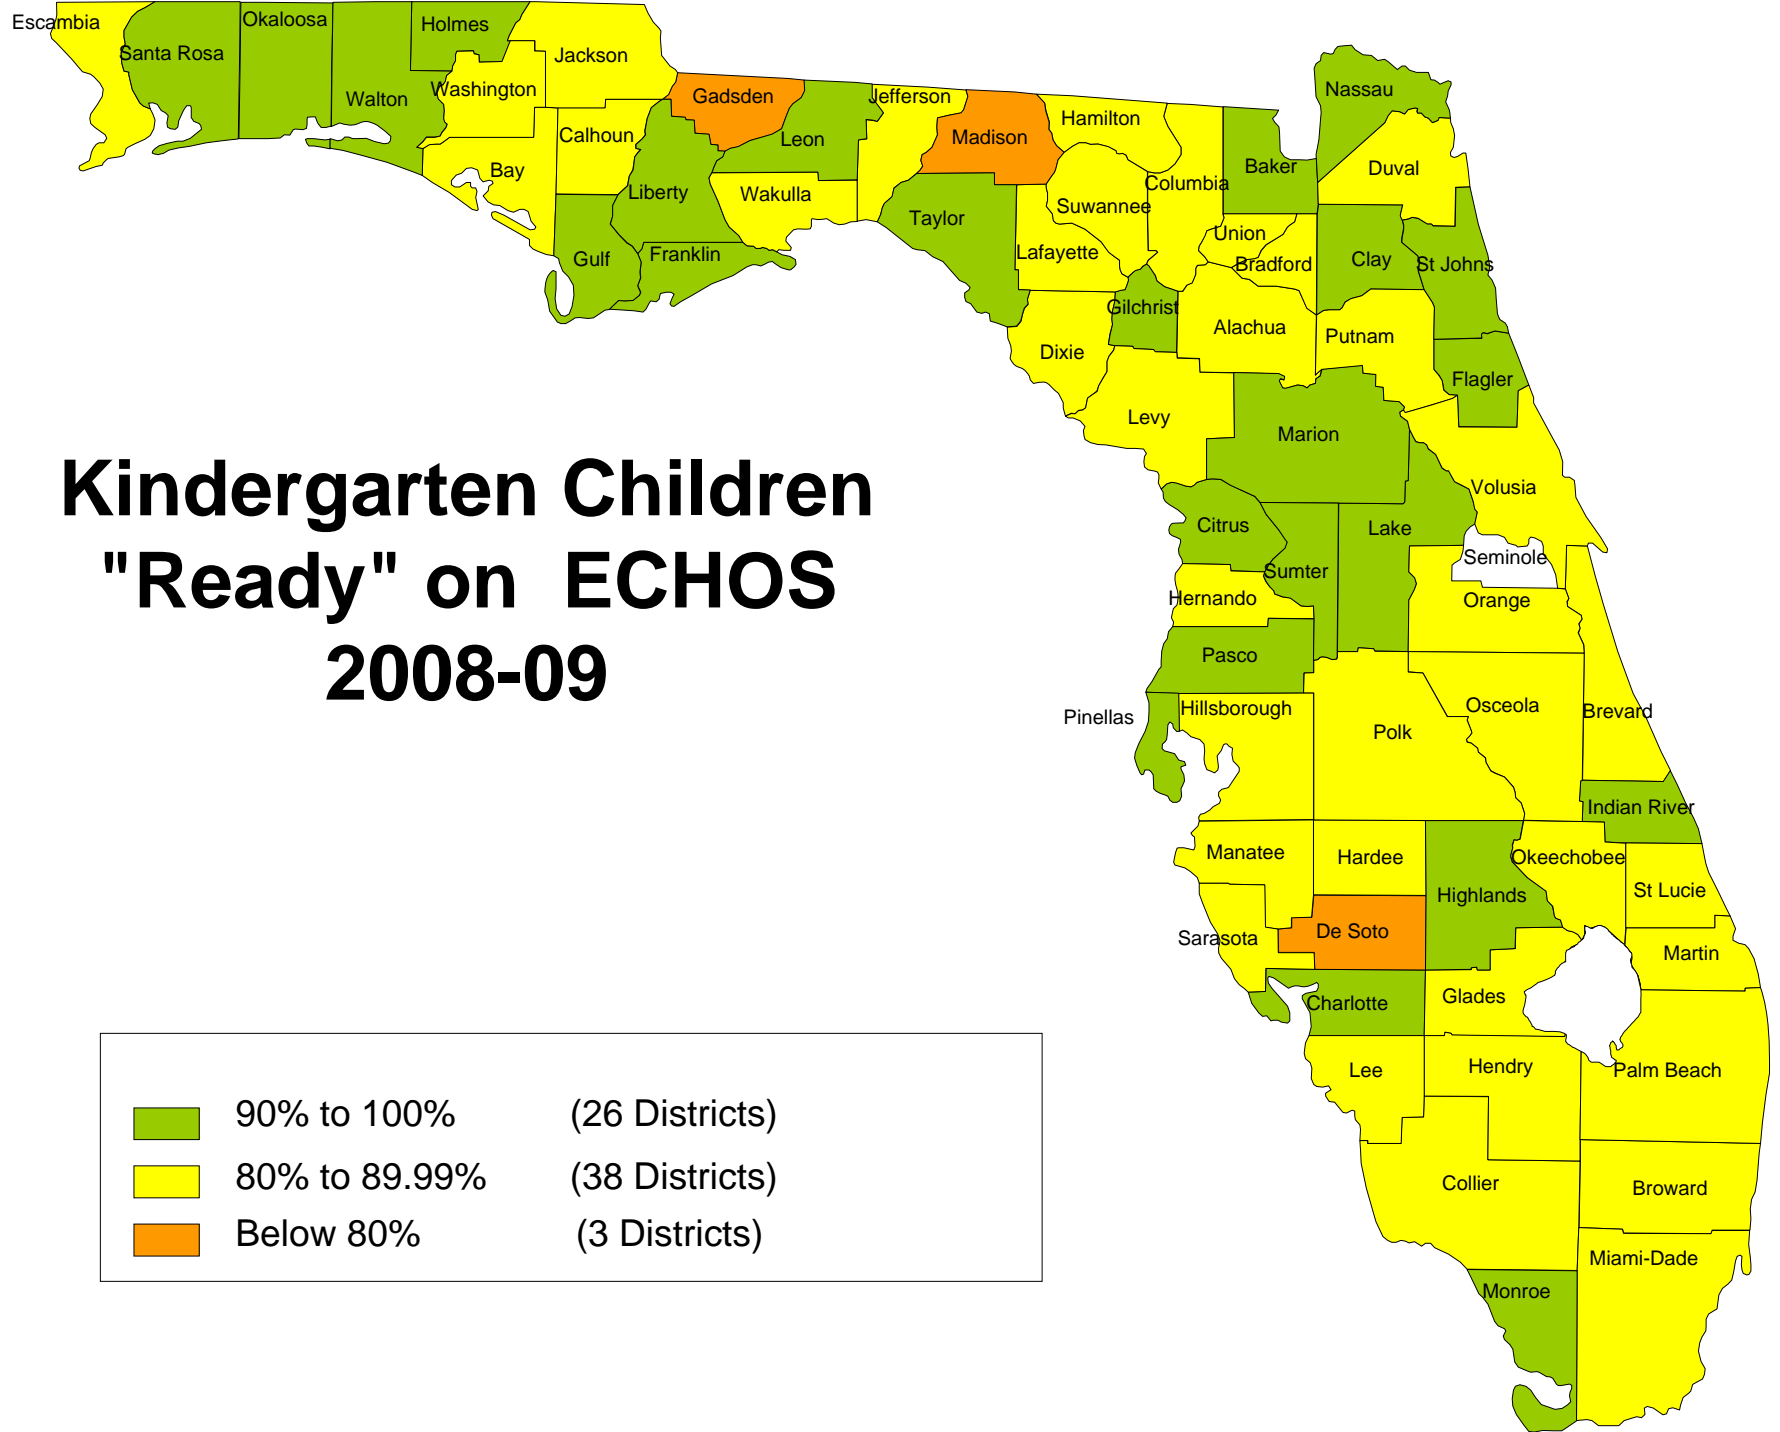 Escambia
Santa Rosa
Okaloosa
Walton
Holmes
Washington
Jackson
Bay
Calhoun
Gulf
Liberty
Gadsden
Franklin
Leon
Wakulla
Jefferson
Madison
Taylor
Hamilton
Suwannee
Lafayette
Columbia
Dixie
Gilchrist
Levy
Baker
Union
Bradford
Alachua
Nassau
Duval
Clay
St Johns
Putnam
Flagler
Marion
Volusia
Kindergarten Children
"Ready" on ECHOS
2008-09
Citrus
Sumter
Lake
Seminole
Hernando
Orange
Pasco
Pinellas
Hillsborough
Polk
Osceola
Brevard
Indian River
Manatee
Hardee
Highlands
Okeechobee
St Lucie
Sarasota
De Soto
Martin
Charlotte
Glades
Lee
Hendry
Palm Beach
Collier
Broward
Miami-Dade
Monroe
90% to 100% (26 Districts)
80% to 89.99% (38 Districts)
Below 80% (3 Districts)